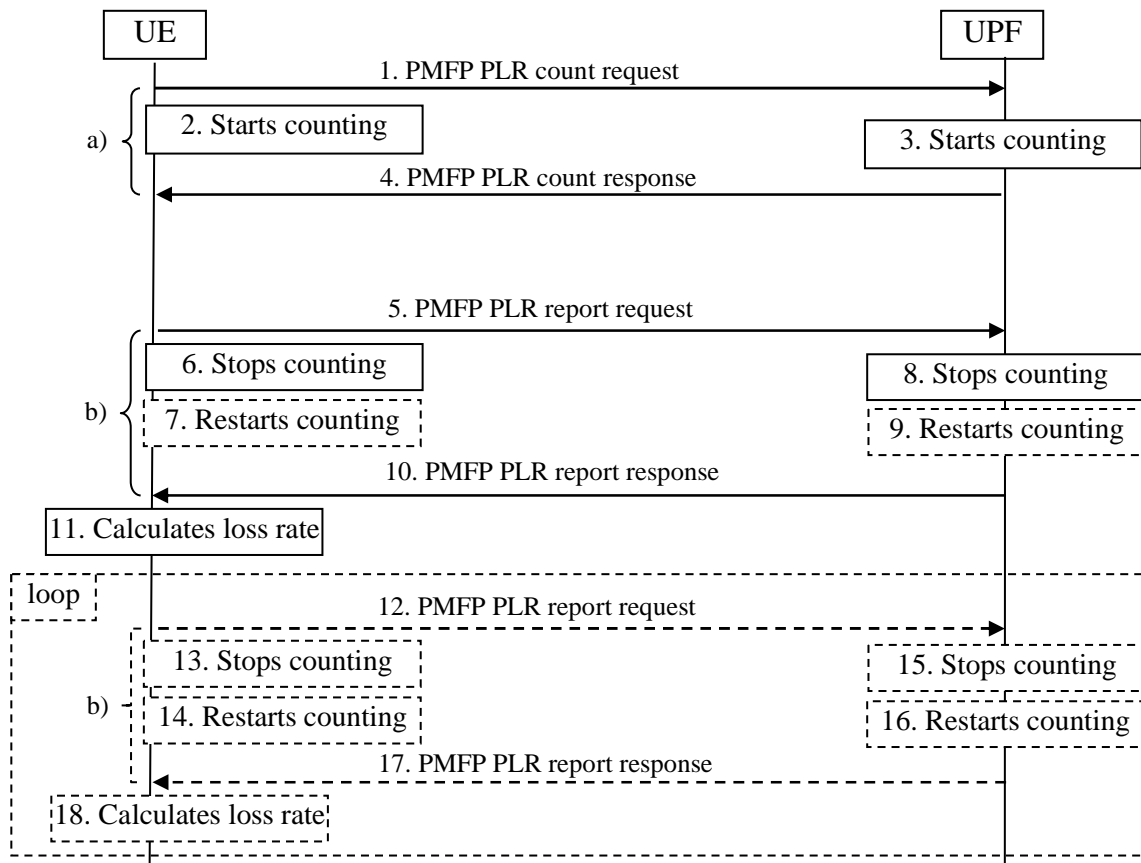 UE
UPF
1. PMFP PLR count request
a)
2. Starts counting
3. Starts counting
4. PMFP PLR count response
5. PMFP PLR report request
6. Stops counting
8. Stops counting
b)
7. Restarts counting
9. Restarts counting
10. PMFP PLR report response
11. Calculates loss rate
loop
12. PMFP PLR report request
13. Stops counting
15. Stops counting
b)
14. Restarts counting
16. Restarts counting
17. PMFP PLR report response
18. Calculates loss rate